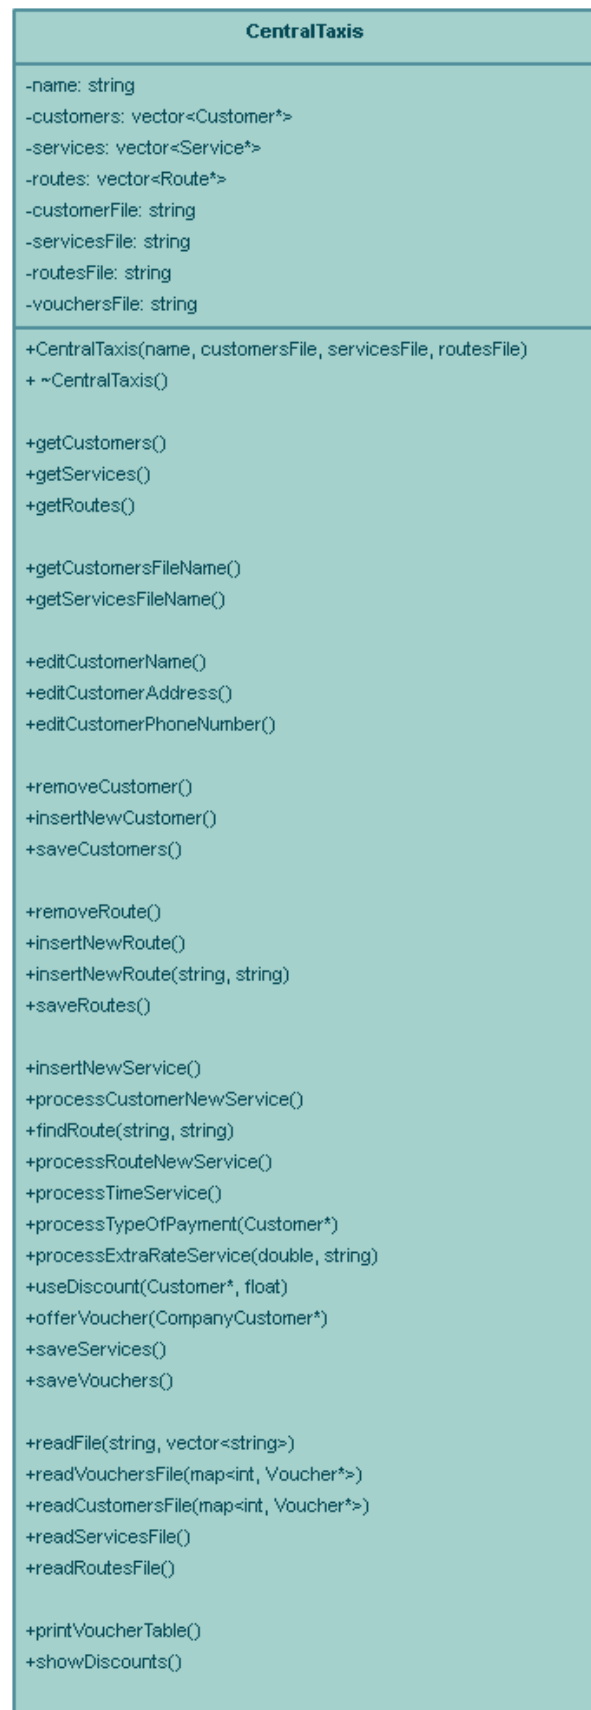 CentralTaxis
-name: string
-customers: vector<Customer*>
-services: vector<Service*>
-routes: vector<Route*>
-customerFile: string
-servicesFile: string
-routesFile: string
-vouchersFile: string
+CentralTaxis(name, customersFile, servicesFile, routesFile)
+ ~CentralTaxis()
+getCustomers()
+getServices()
+getRoutes()
+getCustomersFileName()
+getServicesFileName()
+editCustomerName()
+editCustomerAddress()
+editCustomerPhoneNumber()
+removeCustomer()
+insertNewCustomer()
+saveCustomers()
+removeRoute()
+insertNewRoute()
+insertNewRoute(string, string)
+saveRoutes()
+insertNewService()
+processCustomerNewService()
+findRoute(string, string)
+processRouteNewService()
+processTimeService()
+processTypeOfPayment(Customer*)
+processExtraRateService(double, string)
+useDiscount(Customer*, float)
+offerVoucher(CompanyCustomer*)
+saveServices()
+saveVouchers()
+readFile(string, vector<string>)
+readVouchersFile(map<int, Voucher*>)
+readCustomersFile(map<int, Voucher*>)
+readServicesFile()
+readRoutesFile()
+printVoucherTable()
+showDiscounts()